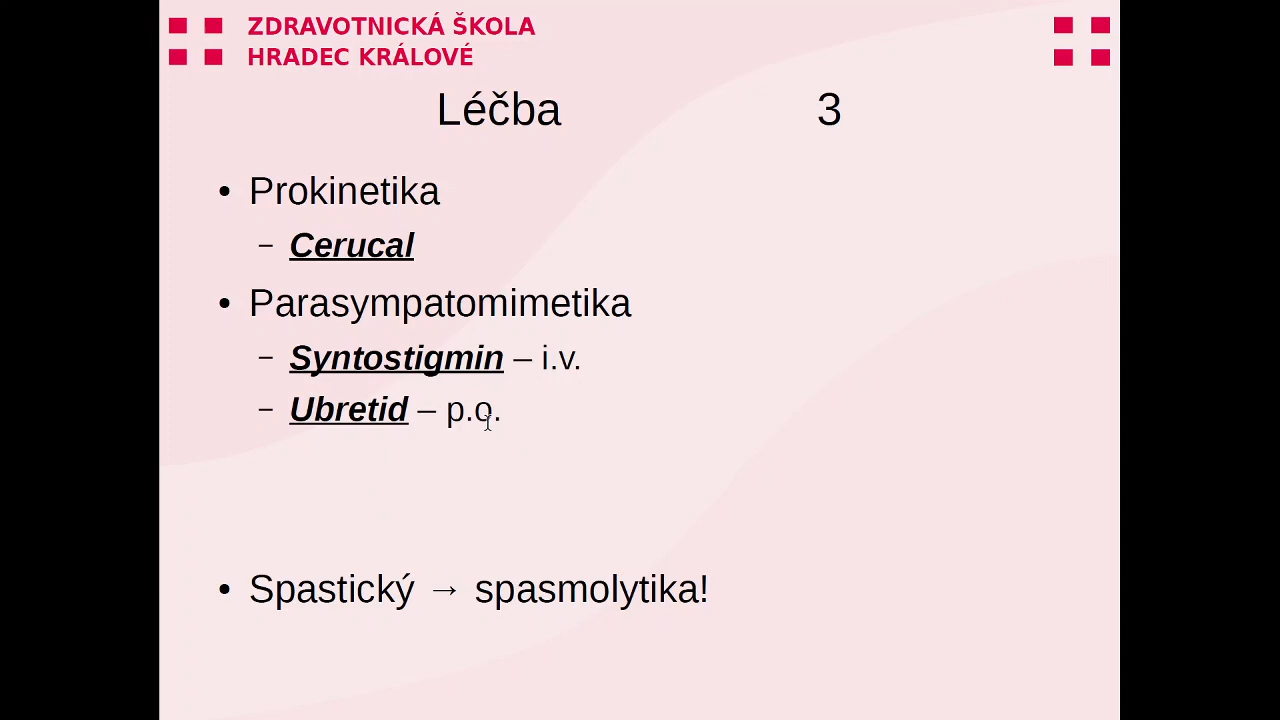 ZDRAVOTNICKÁ ŠKOLA
HRADEC KRÁLOVÉ
Léčba 3
• Prokinetika
– Cerucal
• Parasympatomimetika
– Syntostigmin – i.v.
– Ubretid – p.o.
• Spastický → spasmolytika!